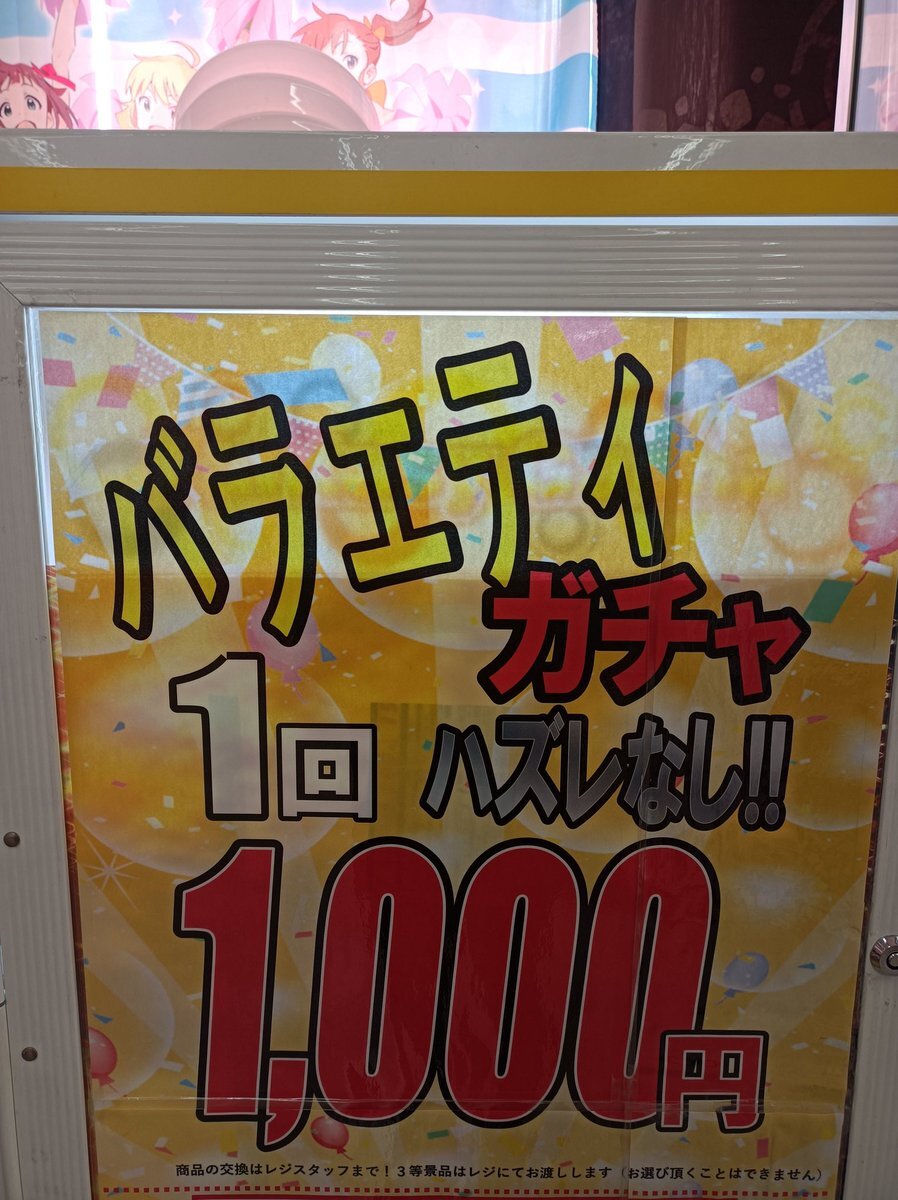 バラエティ
ガチャ
1回 ハズレなし!!
1,000円
商品の交換はレジスタッフまで！３等景品はレジにてお渡しします（お選び頂くことはできません）